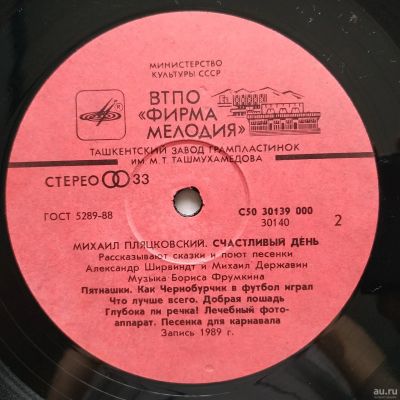 МИНИСТЕРСТВО
КУЛЬТУРЫ СССР
ВТПО
«ФИРМА
МЕЛОДИЯ»
ТАШКЕНТСКИЙ ЗАВОД ГРАМПЛАСТИНОК
ИМ. М. Т. ТАШМУХАМЕДОВА
СТЕРЕО 33
ГОСТ 5289-88
С50 30139 000
30140
2
МИХАИЛ ПЛЯЦКОВСКИЙ. СЧАСТЛИВЫЙ ДЕНЬ
Рассказывают сказки и поют песенки
Александр Ширвиндт и Михаил Державин
Музыка Бориса Фрумкина
Пятнашки. Как Чернобурчик в футбол играл
Что лучше всего. Добрая лошадь
Глубока ли речка! Лечебный фото-
аппарат. Песенка для карнавала
Запись 1989 г.
au.ru